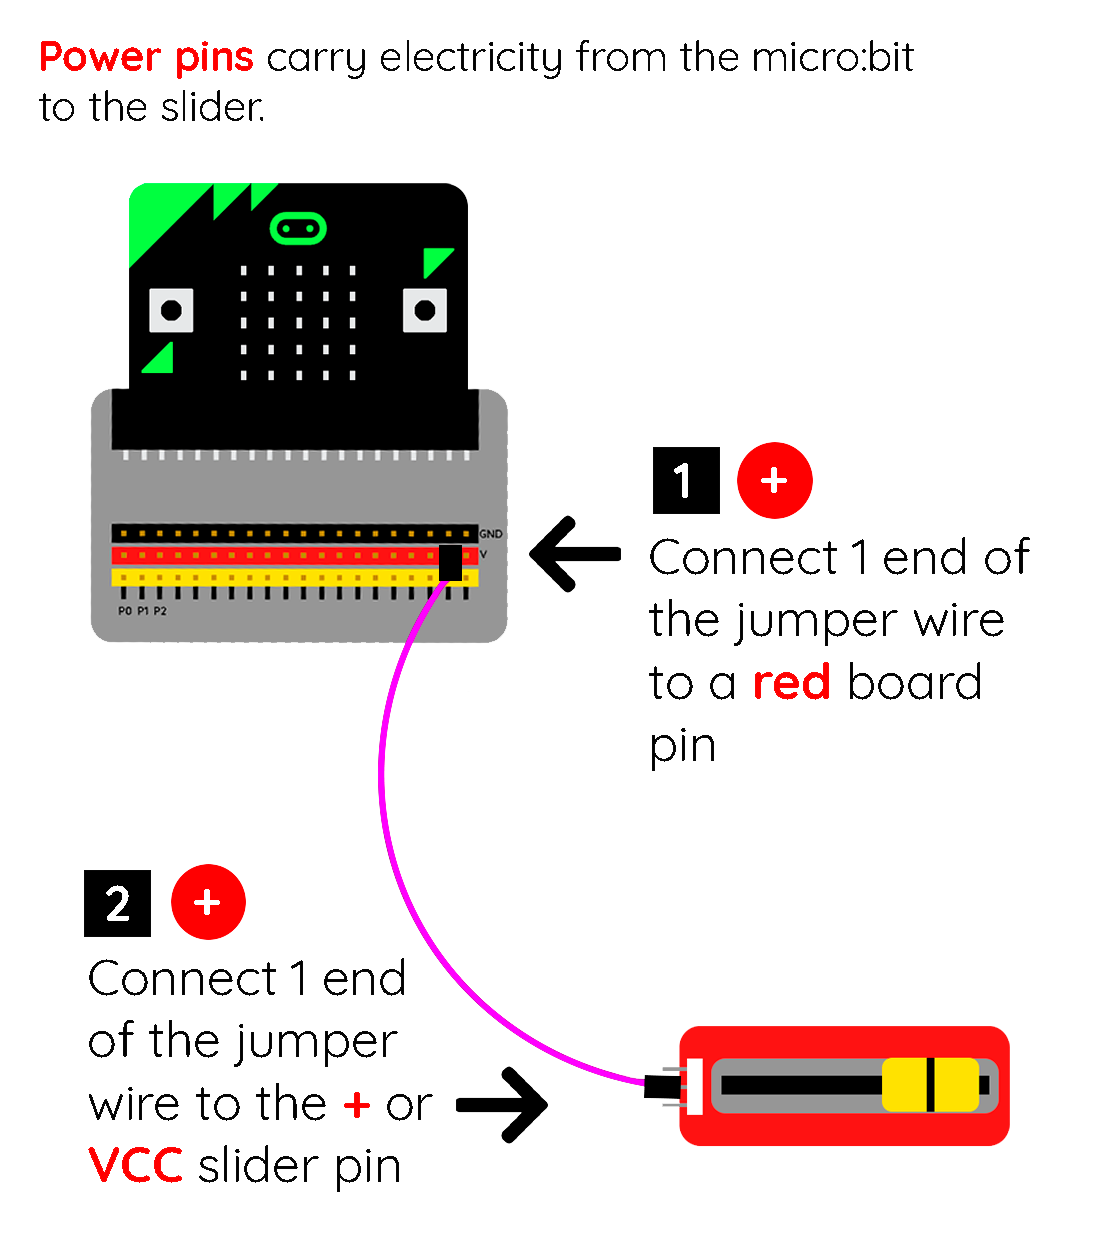 Power pins carry electricity from the micro:bit
to the slider.
1 +
Connect 1 end of
the jumper wire
to a red board
pin
GND
V
P0 P1 P2
2 +
Connect 1 end
of the jumper
wire to the + or
VCC slider pin